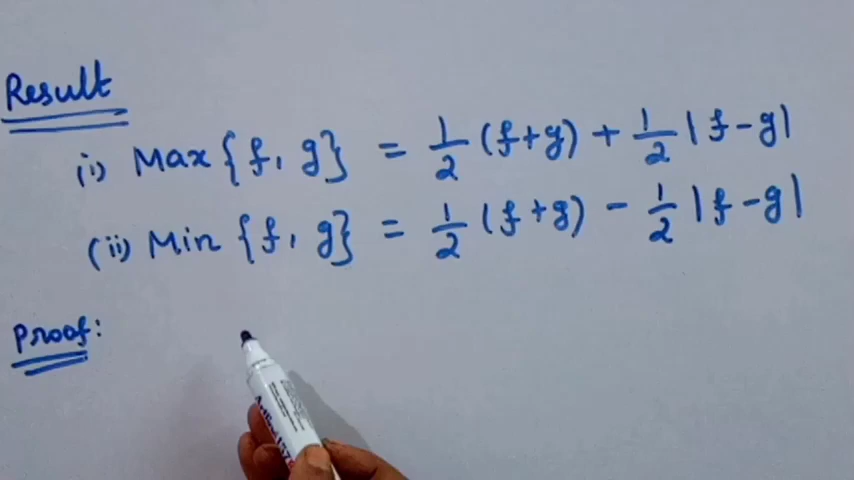 Result
(i) Max {f, g} = 1/2 (f+g) + 1/2 |f-g|
(ii) Min {f, g} = 1/2 (f+g) - 1/2 |f-g|
Proof: